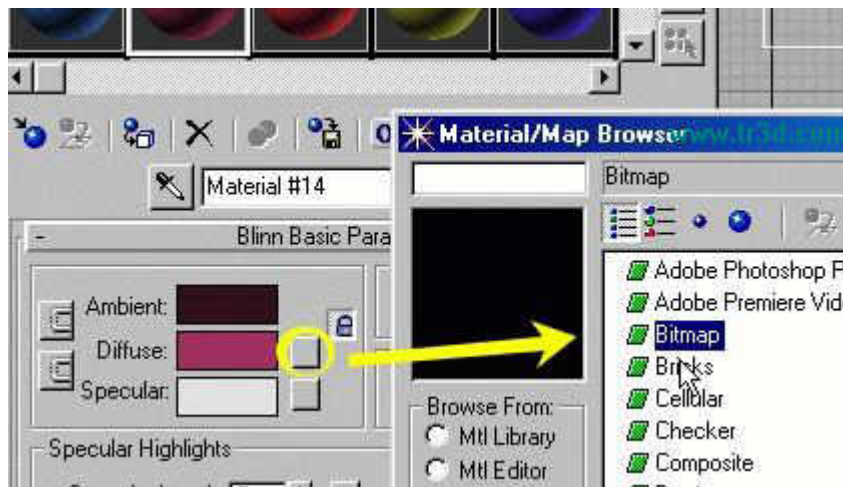 Material/Map Browser
www.tr3d.com
Material #14
Bitmap
Blinn Basic Para
Adobe Photoshop P
Adobe Premiere Vid
Bitmap
Bricks
Cellular
Checker
Composite
Ambient:
Diffuse:
Specular:
Browse From:
Mtl Library
Mtl Editor
Specular Highlights